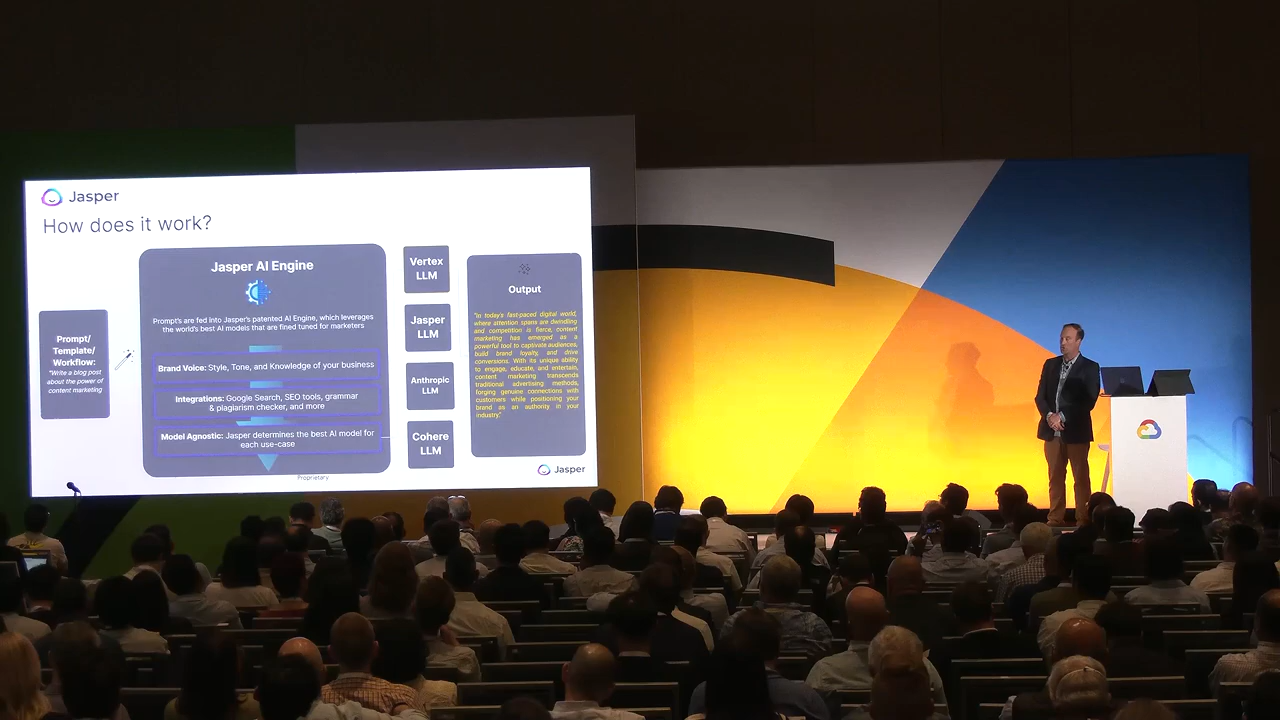 Jasper
How does it work?
Prompt/
Template/
Workflow:
"Write a blog post
about the power of
content marketing
Jasper AI Engine
Prompt's are fed into Jasper's patented AI Engine, which leverages
the world's best AI models that are fined tuned for marketers
Brand Voice: Style, Tone, and Knowledge of your business
Integrations: Google Search, SEO tools, grammar
& plagiarism checker, and more
Model Agnostic: Jasper determines the best AI model for
each use-case
Vertex
LLM
Jasper
LLM
Anthropic
LLM
Cohere
LLM
Output
"In today's fast-paced digital world,
where attention spans are dwindling
and competition is fierce, content
marketing has emerged as a
powerful tool to captivate audiences,
build brand loyalty, and drive
conversions. With its unique ability
to engage, educate, and entertain,
content marketing transcends
traditional advertising methods,
forging genuine connections with
customers while positioning your
brand as an authority in your
industry."
Proprietary
Jasper